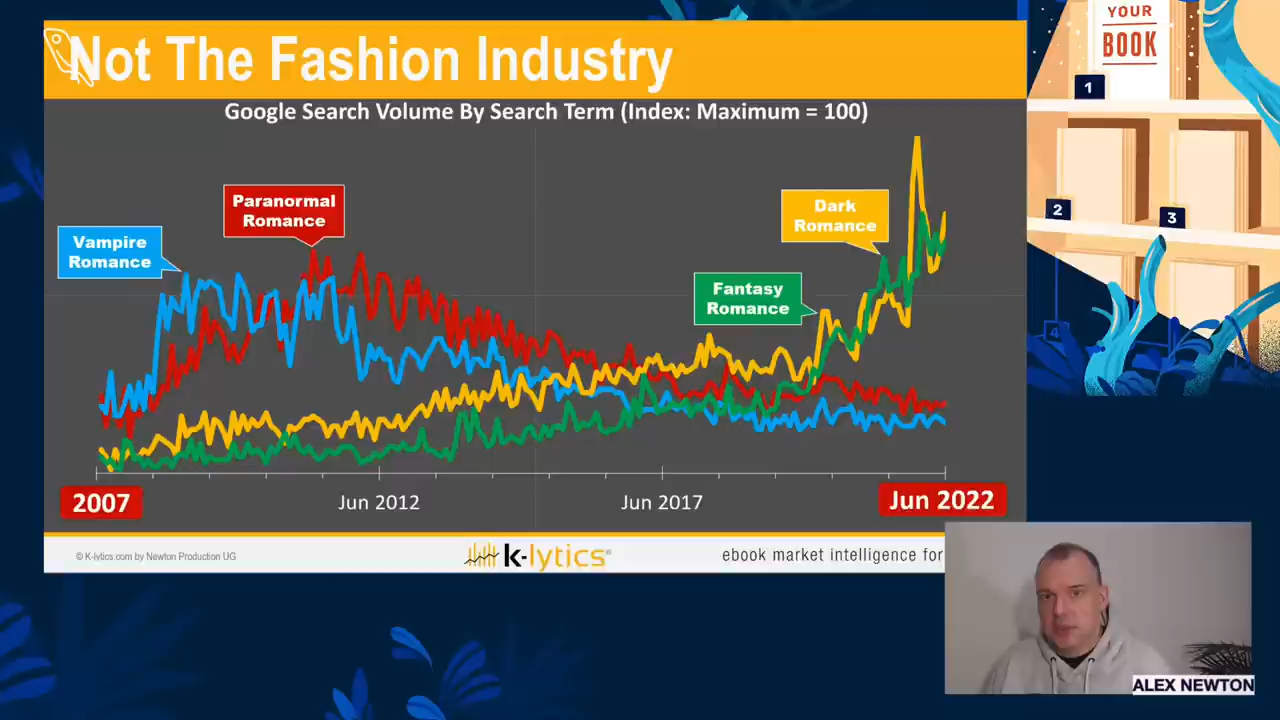 Not The Fashion Industry
Google Search Volume By Search Term (Index: Maximum = 100)
Vampire
Romance
Paranormal
Romance
Dark
Romance
Fantasy
Romance
2007
Jun 2012
Jun 2017
Jun 2022
© K-lytics.com by Newton Production UG
k-lytics®
ebook market intelligence for
YOUR
BOOK
1
2
3
4
ALEX NEWTON